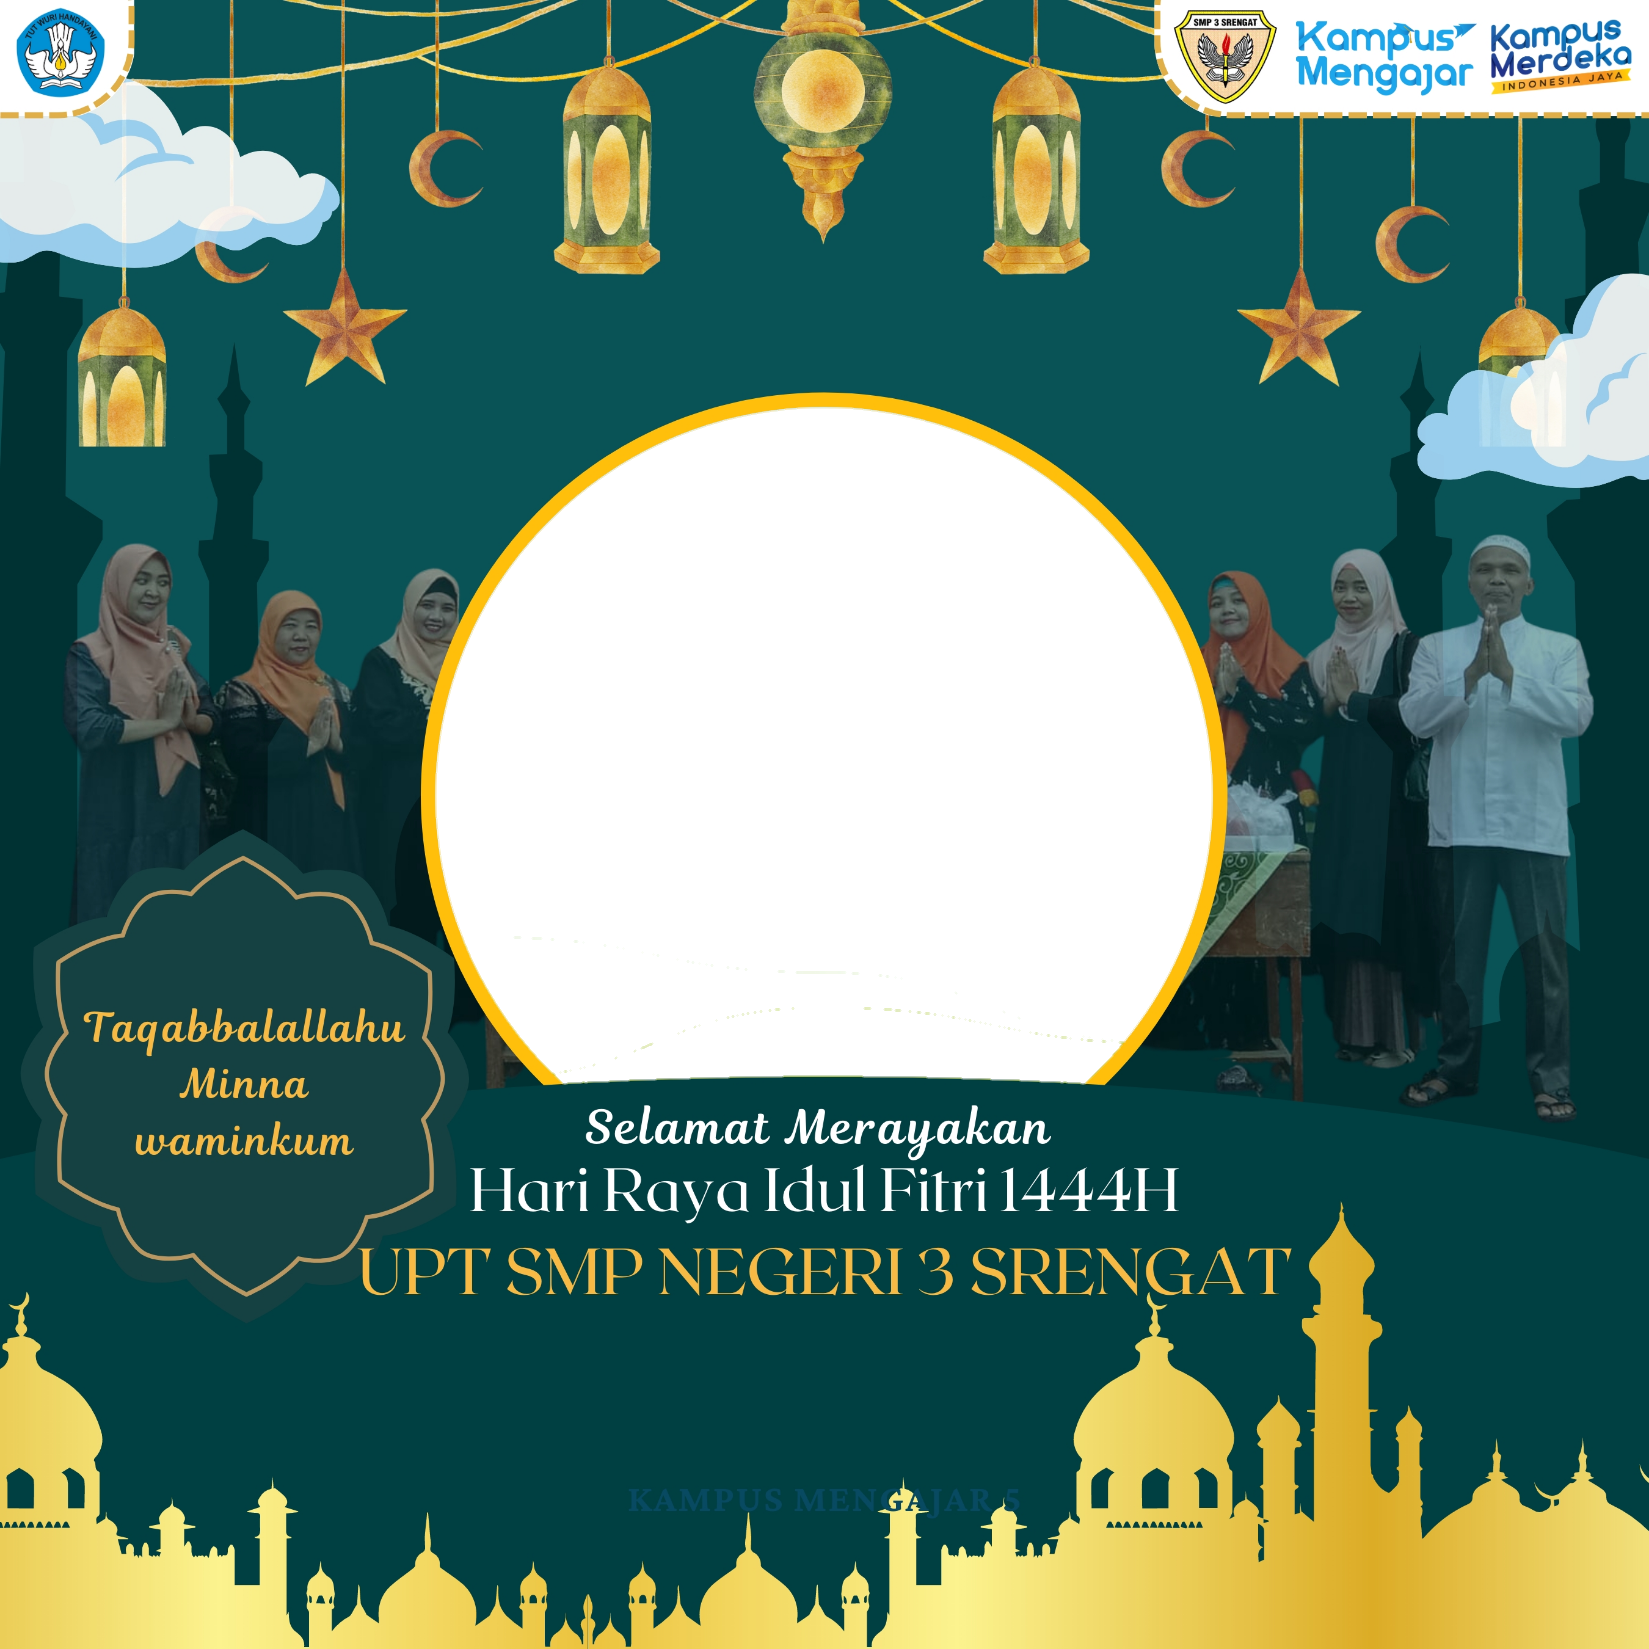 TUT WURI HANDAYANI
SMP 3 SRENGAT
Kampus
Mengajar
Kampus
Merdeka
INDONESIA JAYA
Taqabbalallahu
Minna
waminkum
Selamat Merayakan
Hari Raya Idul Fitri 1444H
UPT SMP NEGERI 3 SRENGAT
KAMPUS MENGAJAR 5